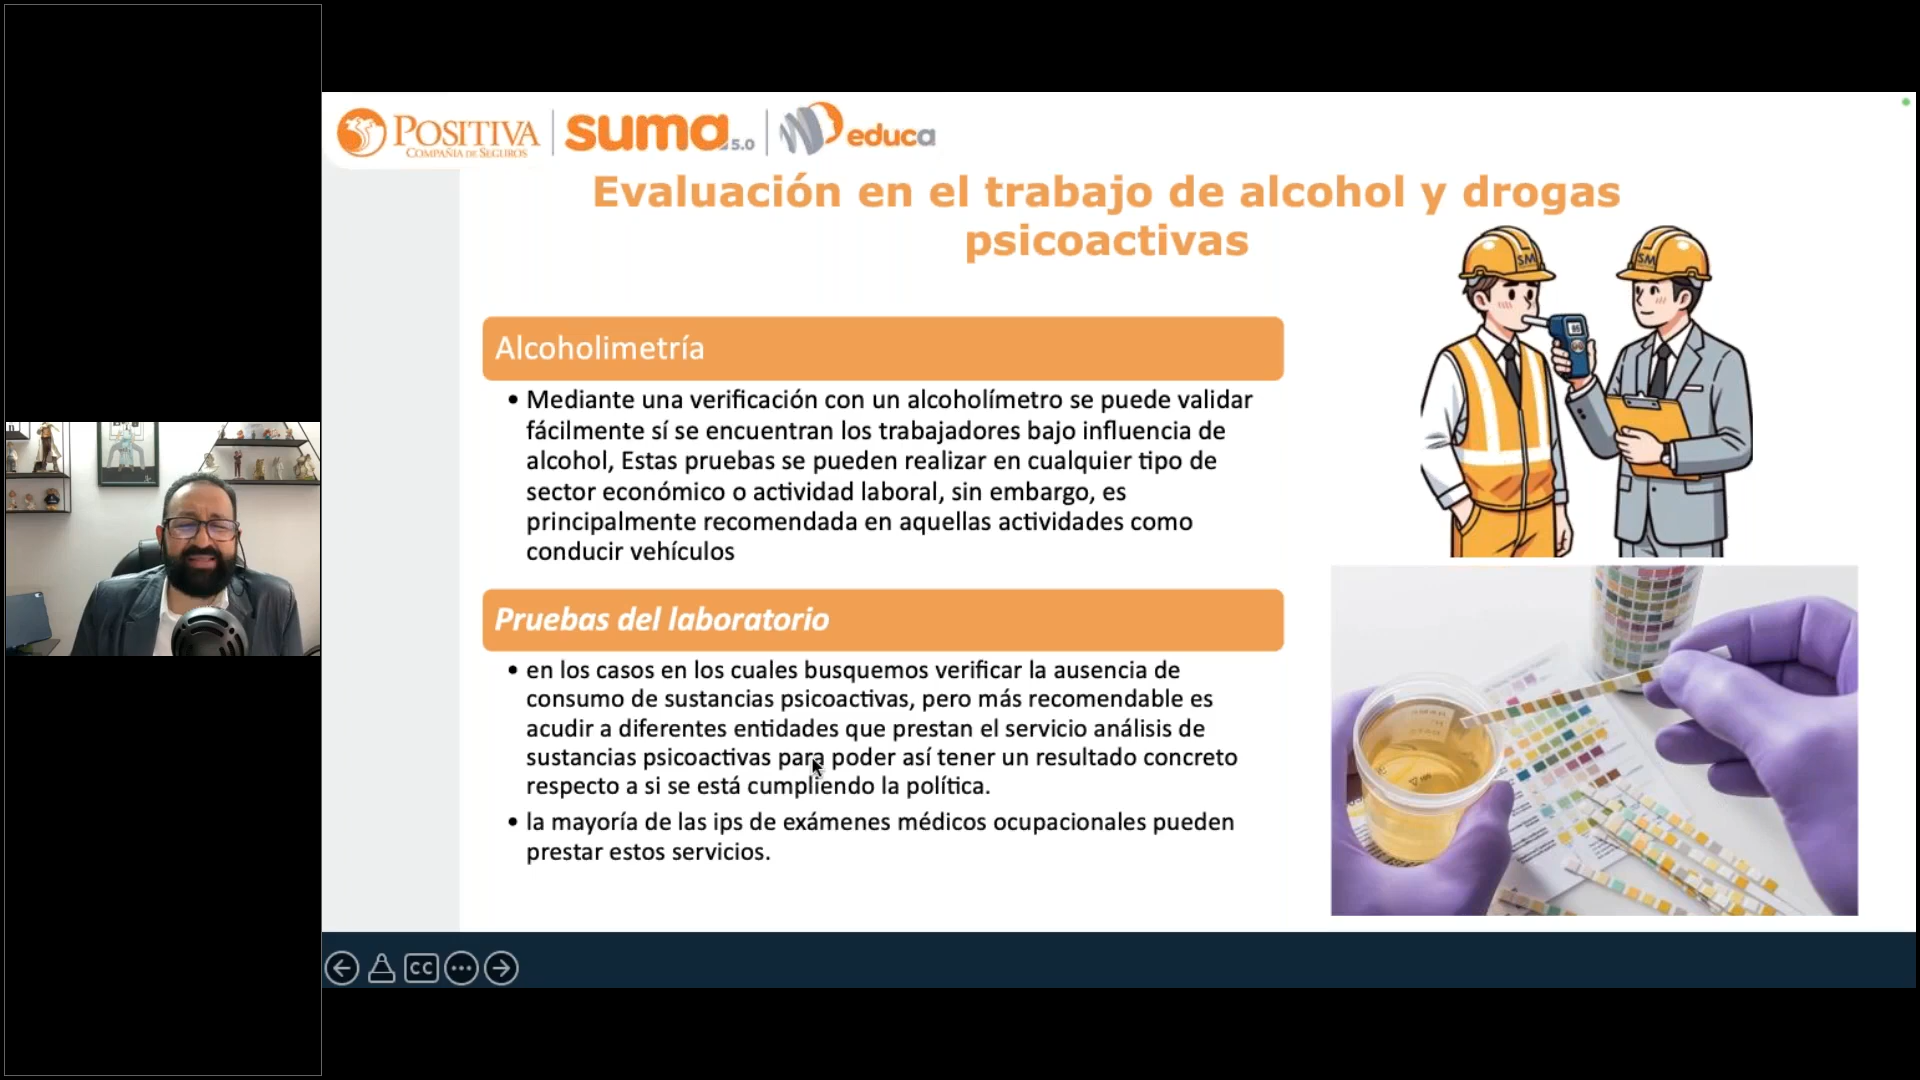 POSITIVA
COMPAÑÍA DE SEGUROS
suma 5.0
educa
Evaluación en el trabajo de alcohol y drogas
psicoactivas
SM
SM
Alcoholimetría
• Mediante una verificación con un alcoholímetro se puede validar
fácilmente sí se encuentran los trabajadores bajo influencia de
alcohol, Estas pruebas se pueden realizar en cualquier tipo de
sector económico o actividad laboral, sin embargo, es
principalmente recomendada en aquellas actividades como
conducir vehículos
Pruebas del laboratorio
• en los casos en los cuales busquemos verificar la ausencia de
consumo de sustancias psicoactivas, pero más recomendable es
acudir a diferentes entidades que prestan el servicio análisis de
sustancias psicoactivas para poder así tener un resultado concreto
respecto a si se está cumpliendo la política.
• la mayoría de las ips de exámenes médicos ocupacionales pueden
prestar estos servicios.
CC